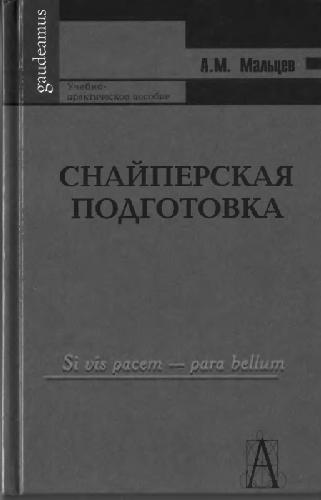 gaudeamus
А.М. Мальцев
Учебно-
практическое пособие
СНАЙПЕРСКАЯ
ПОДГОТОВКА
Si vis pacem — para bellum
А